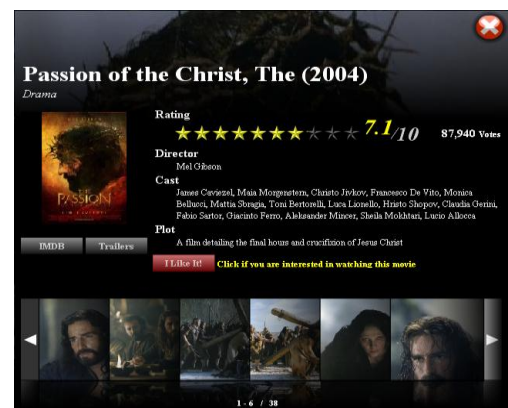 Passion of the Christ, The (2004)
Drama
Rating
7.1/10
87,940 Votes
Director
Mel Gibson
Cast
James Caviezel, Maia Morgenstern, Christo Jivkov, Francesco De Vito, Monica
Bellucci, Mattia Sbragia, Toni Bertorelli, Luca Lionello, Hristo Shopov, Claudia Gerini,
Fabio Sartor, Giacinto Ferro, Aleksander Mincer, Sheila Mokhtari, Lucio Allocca
Plot
A film detailing the final hours and crucifixion of Jesus Christ
THE
PASSION
IMDB
Trailers
I Like It!
Click if you are interested in watching this movie
1 - 6 / 38